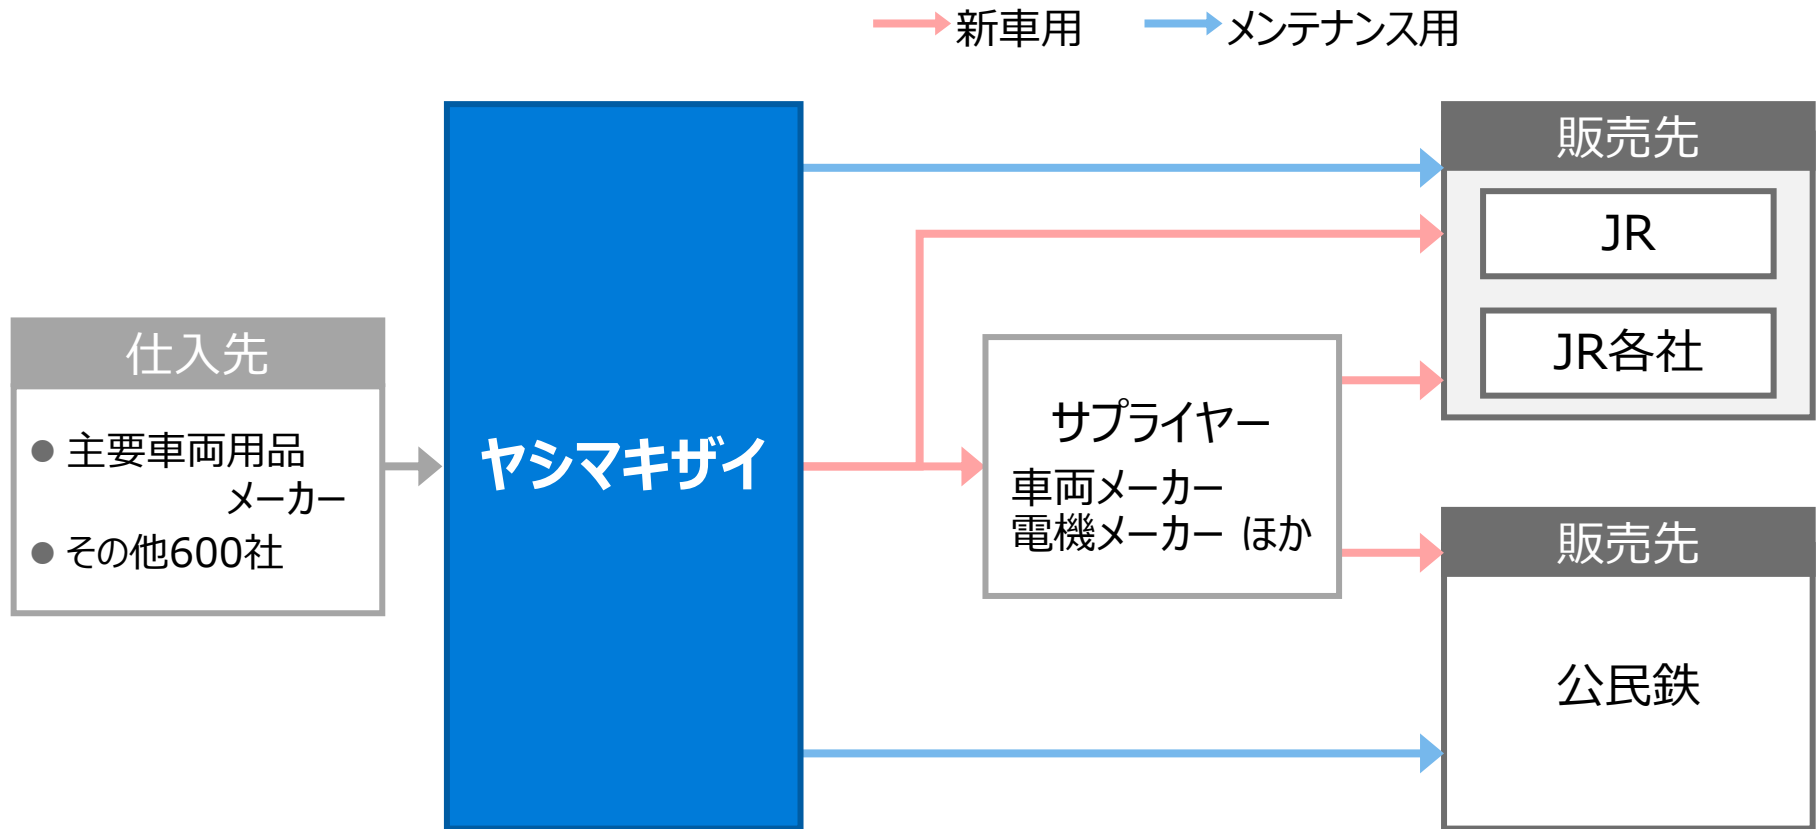 新車用
メンテナンス用
仕入先
● 主要車両用品
メーカー
● その他600社
ヤシマキザイ
サプライヤー
車両メーカー
電機メーカー ほか
販売先
JR
JR各社
販売先
公民鉄